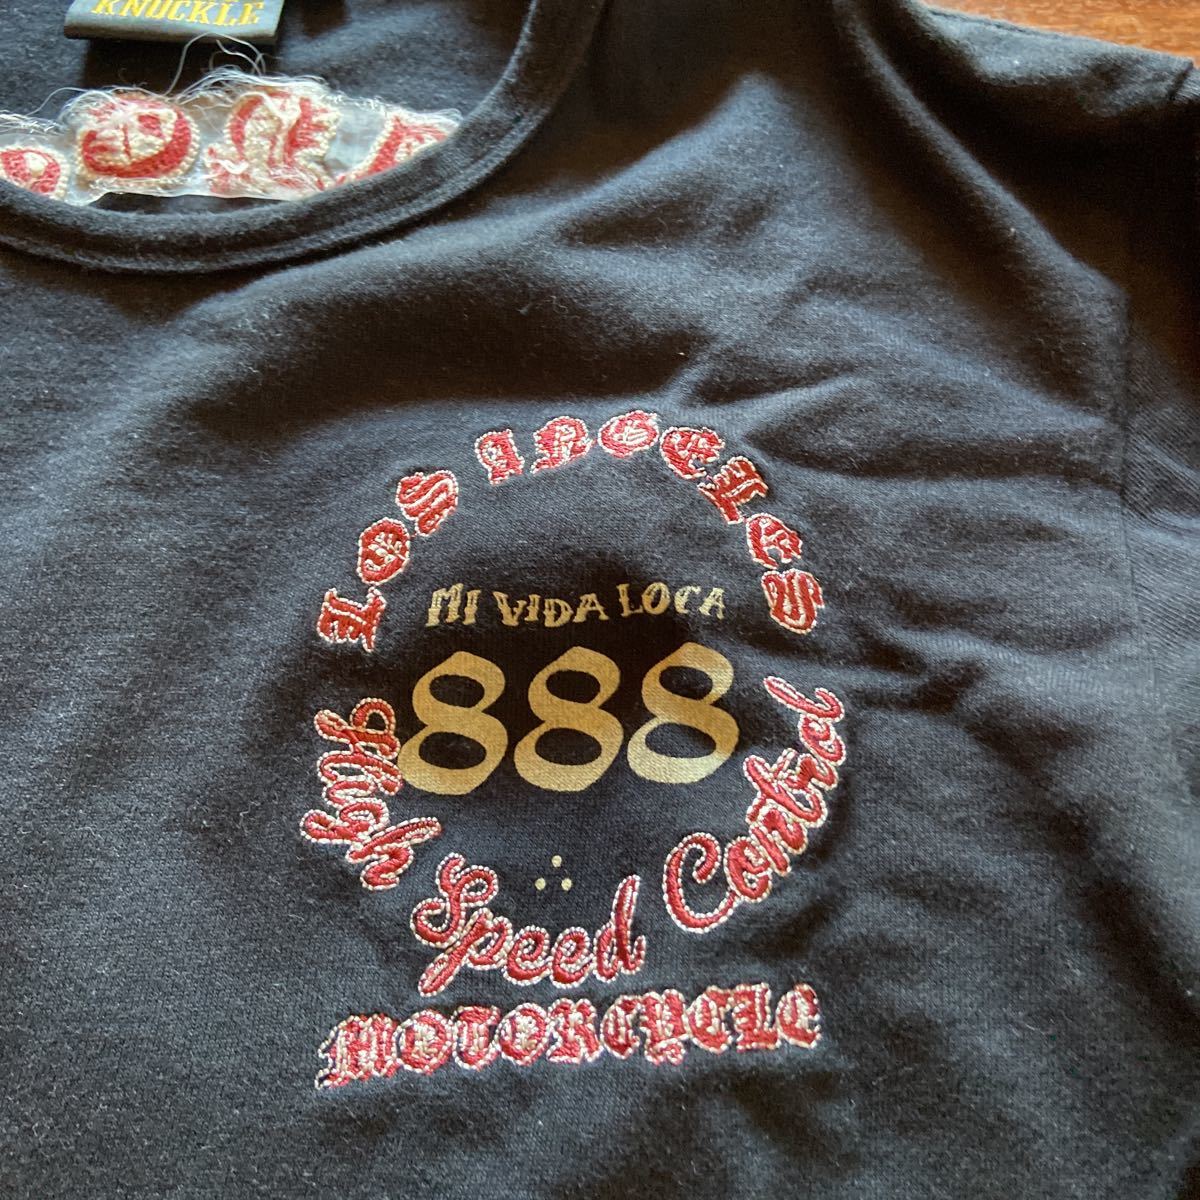 KNUCKLE
LOS ANGELES
MI VIDA LOCA
888
High Speed Control
MOTORCYCLE